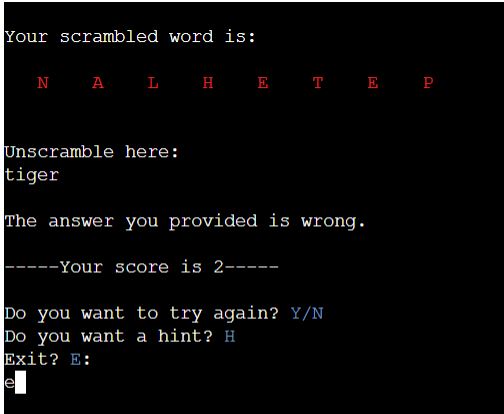 Your scrambled word is:
N A L H E T E P
Unscramble here:
tiger
The answer you provided is wrong.
-----Your score is 2-----
Do you want to try again? Y/N
Do you want a hint? H
Exit? E:
e